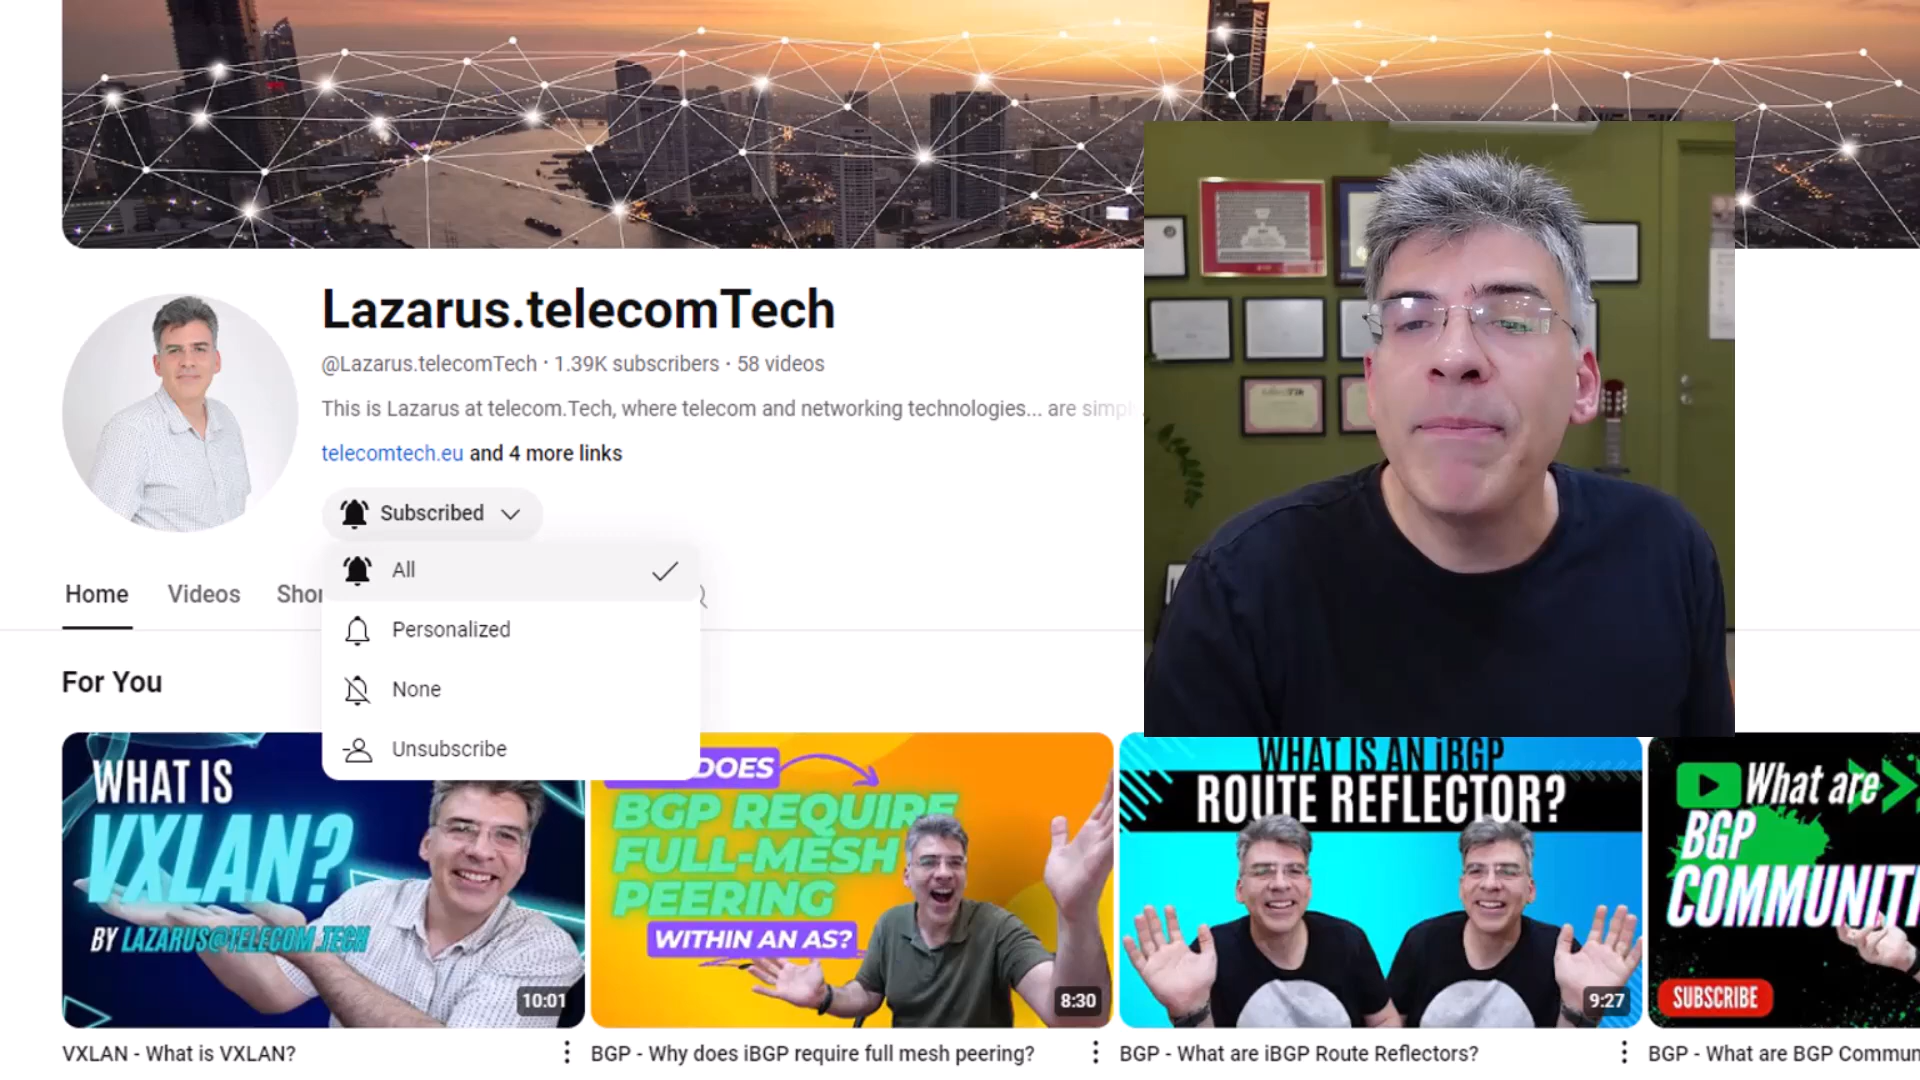 Lazarus.telecomTech
@Lazarus.telecomTech · 1.39K subscribers · 58 videos
This is Lazarus at telecom.Tech, where telecom and networking technologies... are simpl
telecomtech.eu and 4 more links
Subscribed
All
Personalized
None
Unsubscribe
Home Videos Shor
For You
WHAT IS
VXLAN?
BY LAZARUS@TELECOM.TECH
10:01
DOES
BGP REQUIRE
FULL-MESH
PEERING
WITHIN AN AS?
8:30
WHAT IS AN iBGP
ROUTE REFLECTOR?
9:27
What are
BGP
COMMUNITI
SUBSCRIBE
VXLAN - What is VXLAN?
BGP - Why does iBGP require full mesh peering?
BGP - What are iBGP Route Reflectors?
BGP - What are BGP Commun